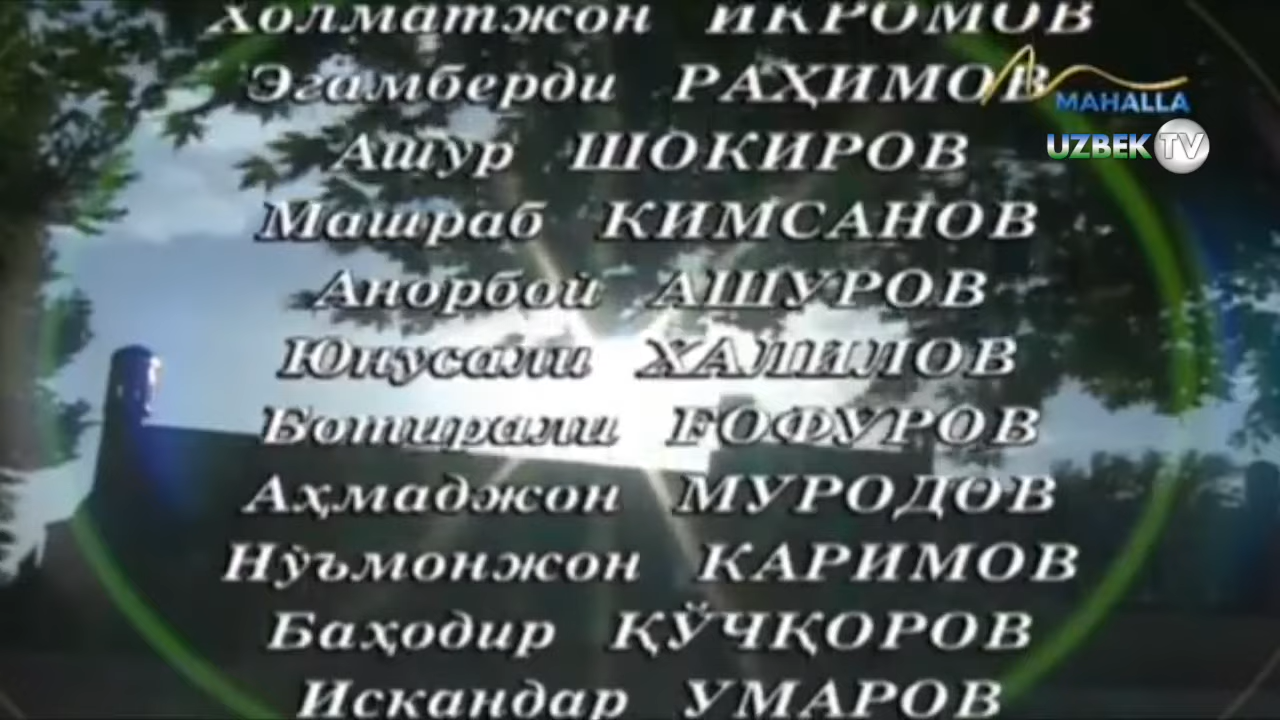 Холматжон ИКРОМОВ
Эгамберди РАҲИМОВ
MAHALLA
Ашур ШОКИРОВ
UZBEK TV
Машраб КИМСАНОВ
Анорбой АШУРОВ
Юнусали ХАЛИЛОВ
Ботирали ҒОФУРОВ
Аҳмаджон МУРОДОВ
Нўъмонжон КАРИМОВ
Баҳодир ҚЎЧҚОРОВ
Искандар УМАРОВ